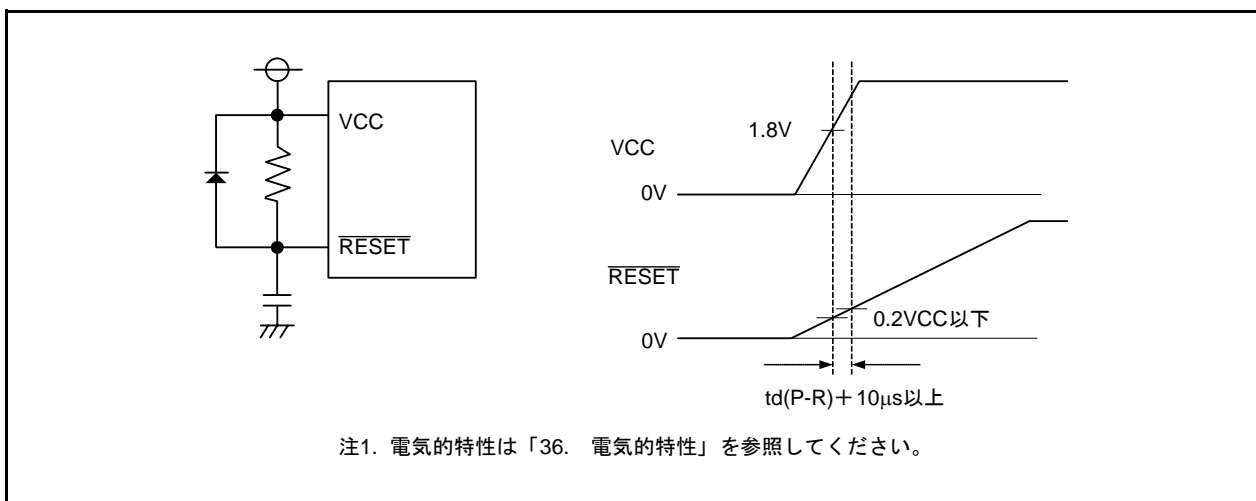 VCC
RESET
1.8V
VCC
0V
RESET
0.2VCC以下
0V
td(P-R)＋10μs以上
注1. 電気的特性は「36.　電気的特性」を参照してください。